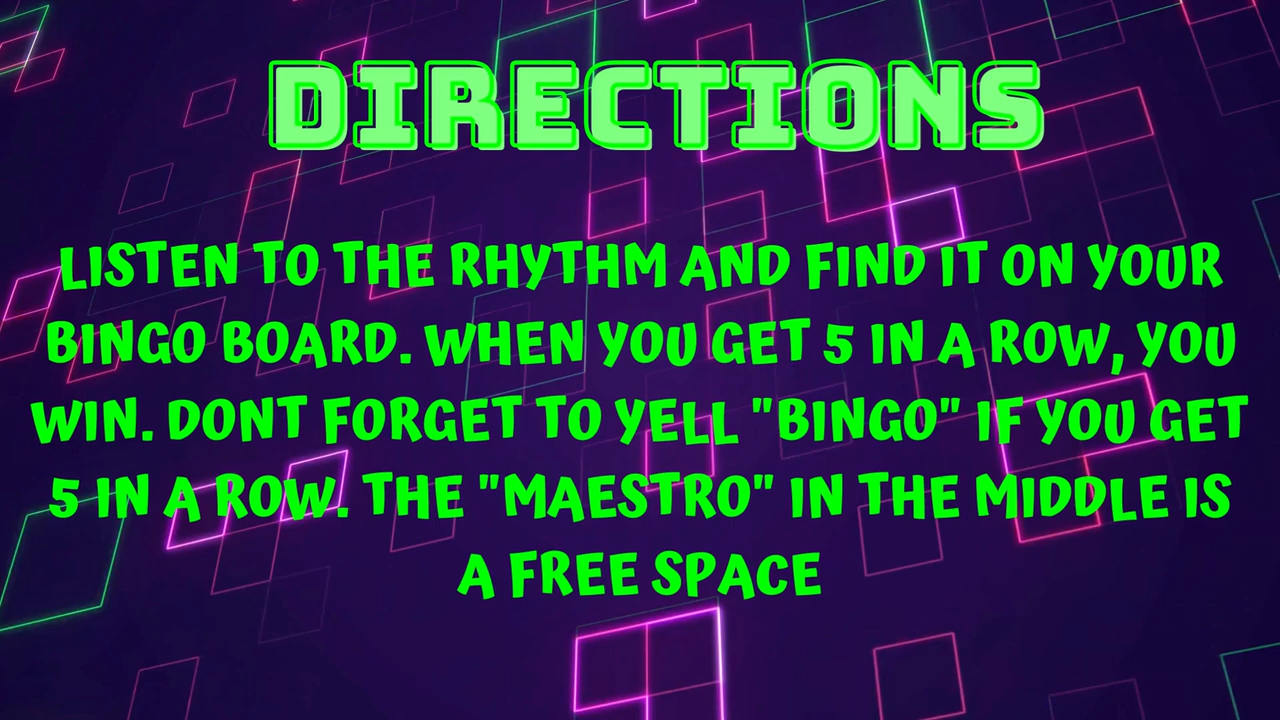 DIRECTIONS
LISTEN TO THE RHYTHM AND FIND IT ON YOUR
BINGO BOARD. WHEN YOU GET 5 IN A ROW, YOU
WIN. DONT FORGET TO YELL "BINGO" IF YOU GET
5 IN A ROW. THE "MAESTRO" IN THE MIDDLE IS
A FREE SPACE